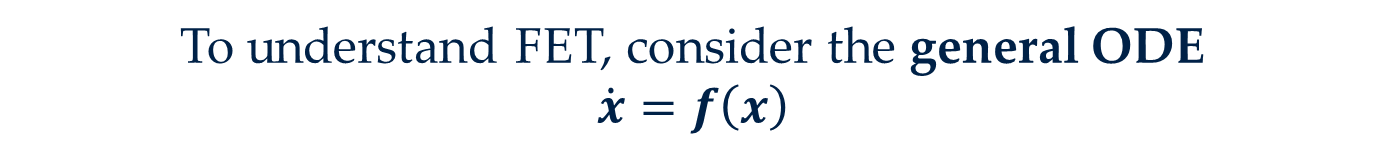 To understand FET, consider the general ODE
ẋ = f(x)